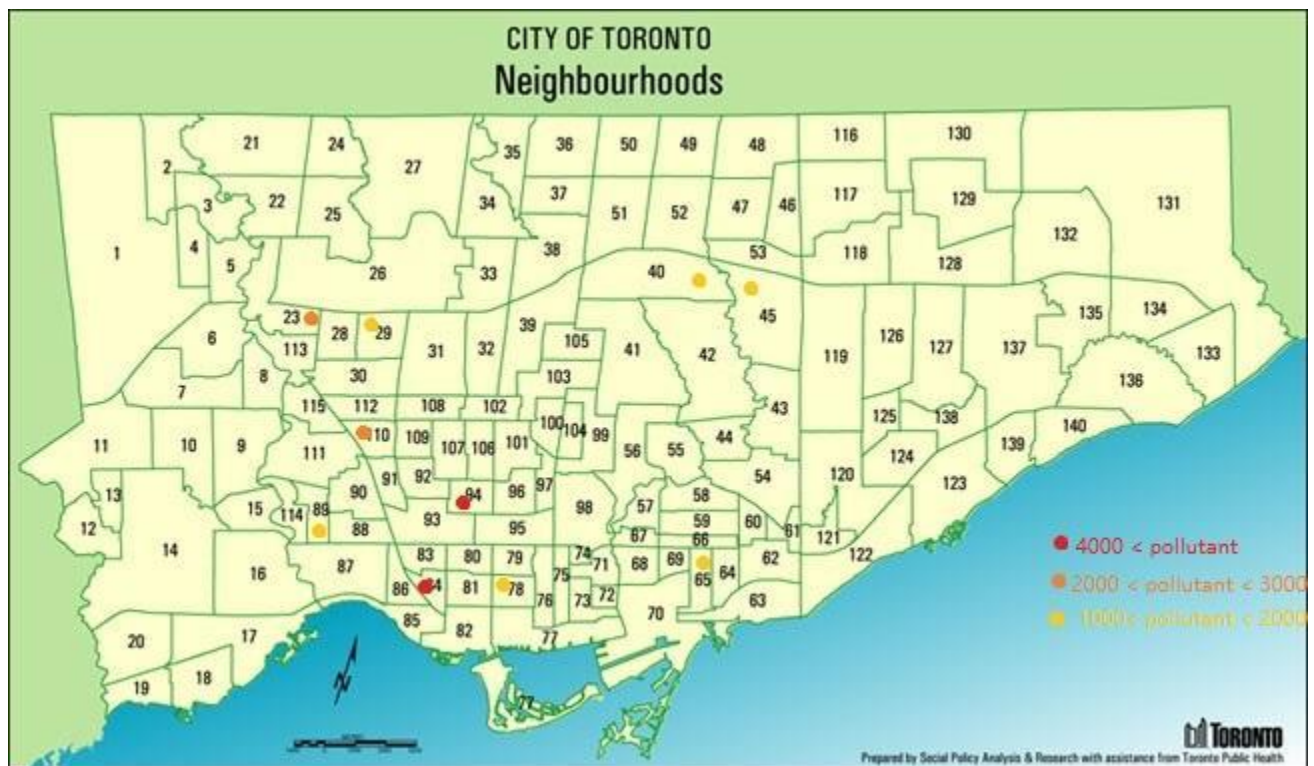 CITY OF TORONTO
Neighbourhoods
21 24 27 35 36 50 49 48 116 130
2 22 25 34 37 51 52 47 46 117 129 131
3 4 5 1 26 33 38 40 53 118 128 132
23 28 29 31 32 39 105 41 42 45 119 126 127 137 135 134
6 113 30 103 133
7 8 115 112 108 102 100 104 99 43 125 138 136
11 10 9 111 110 109 107 106 101 56 55 44 124 139 140
13 91 92 97 54 120 123
12 15 114 89 90 94 96 98 57 58
14 88 93 95 67 59 66 60 61 121
16 87 83 80 79 74 71 68 69 62 122
86 84 81 78 75 76 73 72 65 64 63
20 17 85 82 77 70
19 18 77
4000 < pollutant
2000 < pollutant < 3000
1000< pollutant < 2000
N
TORONTO
Prepared by Social Policy Analysis & Research with assistance from Toronto Public Health